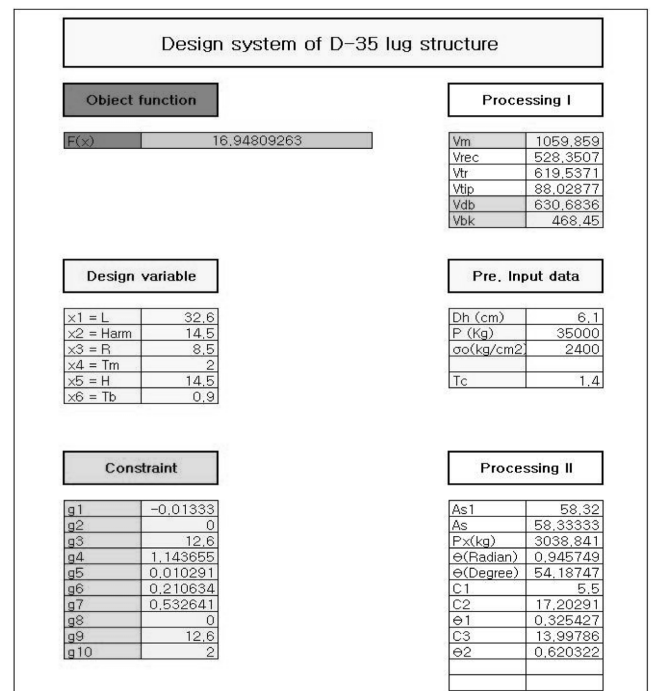 Design system of D-35 lug structure
Object function
F(x) 16,94809263
Processing I
Vm 1059,859
Vrec 528,3507
Vtr 619,5371
Vtip 88,02877
Vdb 630,6836
Vbk 468,45
Design variable
x1 = L 32,6
x2 = Harm 14,5
x3 = R 8,5
x4 = Tm 2
x5 = H 14,5
x6 = Tb 0,9
Pre, Input data
Dh (cm) 6,1
P (Kg) 35000
σo(kg/cm2) 2400
Tc 1,4
Constraint
g1 -0,01333
g2 0
g3 12,6
g4 1,143655
g5 0,010291
g6 0,210634
g7 0,532641
g8 0
g9 12,6
g10 2
Processing II
As1 58,32
As 58,33333
Px(kg) 3038,841
Θ(Radian) 0,945749
Θ(Degree) 54,18747
C1 5,5
C2 17,20291
Θ1 0,325427
C3 13,99786
Θ2 0,620322